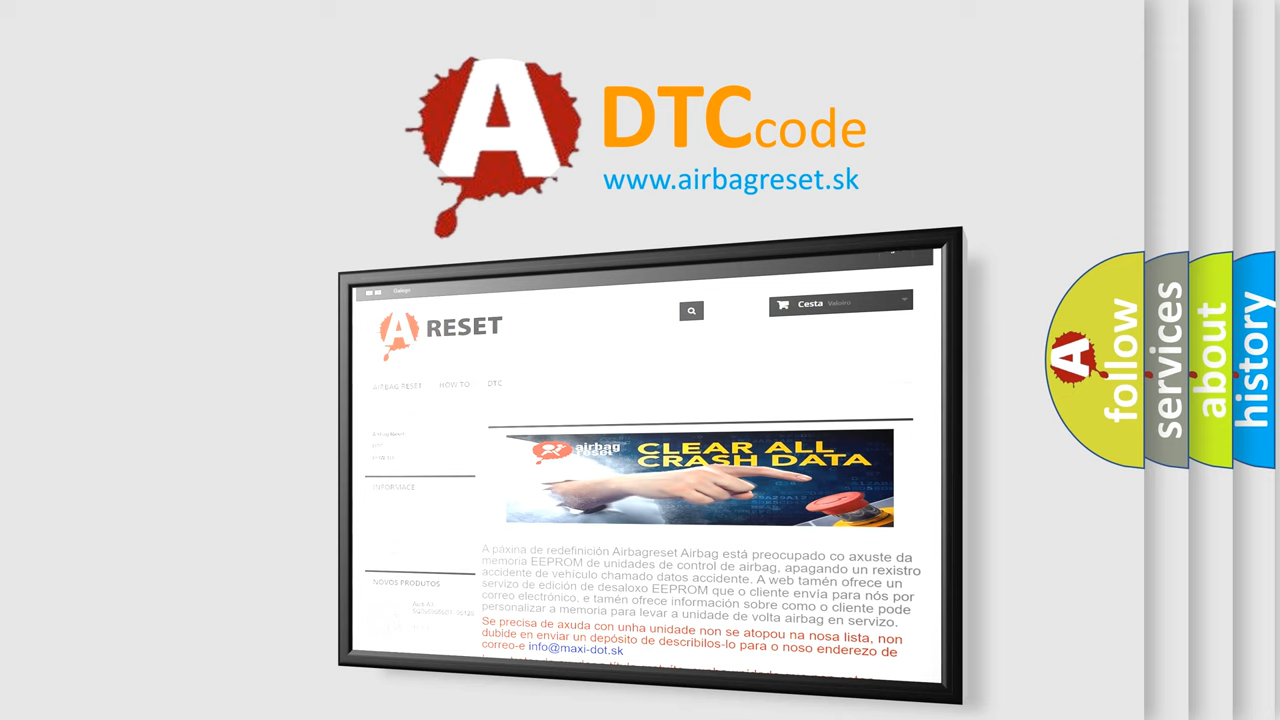 A
DTCcode
www.airbagreset.sk
Galego
A RESET
Cesta Valeiro
AIRBAG RESET HOW TO DTC
INFORMACE
airbag
reset
CLEAR ALL
CRASH DATA
NOVOS PRODUTOS
A páxina de redefinición Airbagreset Airbag está preocupado co axuste da
memoria EEPROM de unidades de control de airbag, apagando un rexistro
accidente de vehículo chamado datos accidente. A web tamén ofrece un
servizo de edición de desaloxo EEPROM que o cliente envía para nós por
correo electrónico, e tamén ofrece información sobre como o cliente pode
personalizar a memoria para levar a unidade de volta airbag en servizo.
Se precisa de axuda con unha unidade non se atopou na nosa lista, non
dubide en enviar un depósito de describilos-lo para o noso enderezo de
correo-e info@maxi-dot.sk
A
follow
services
about
history